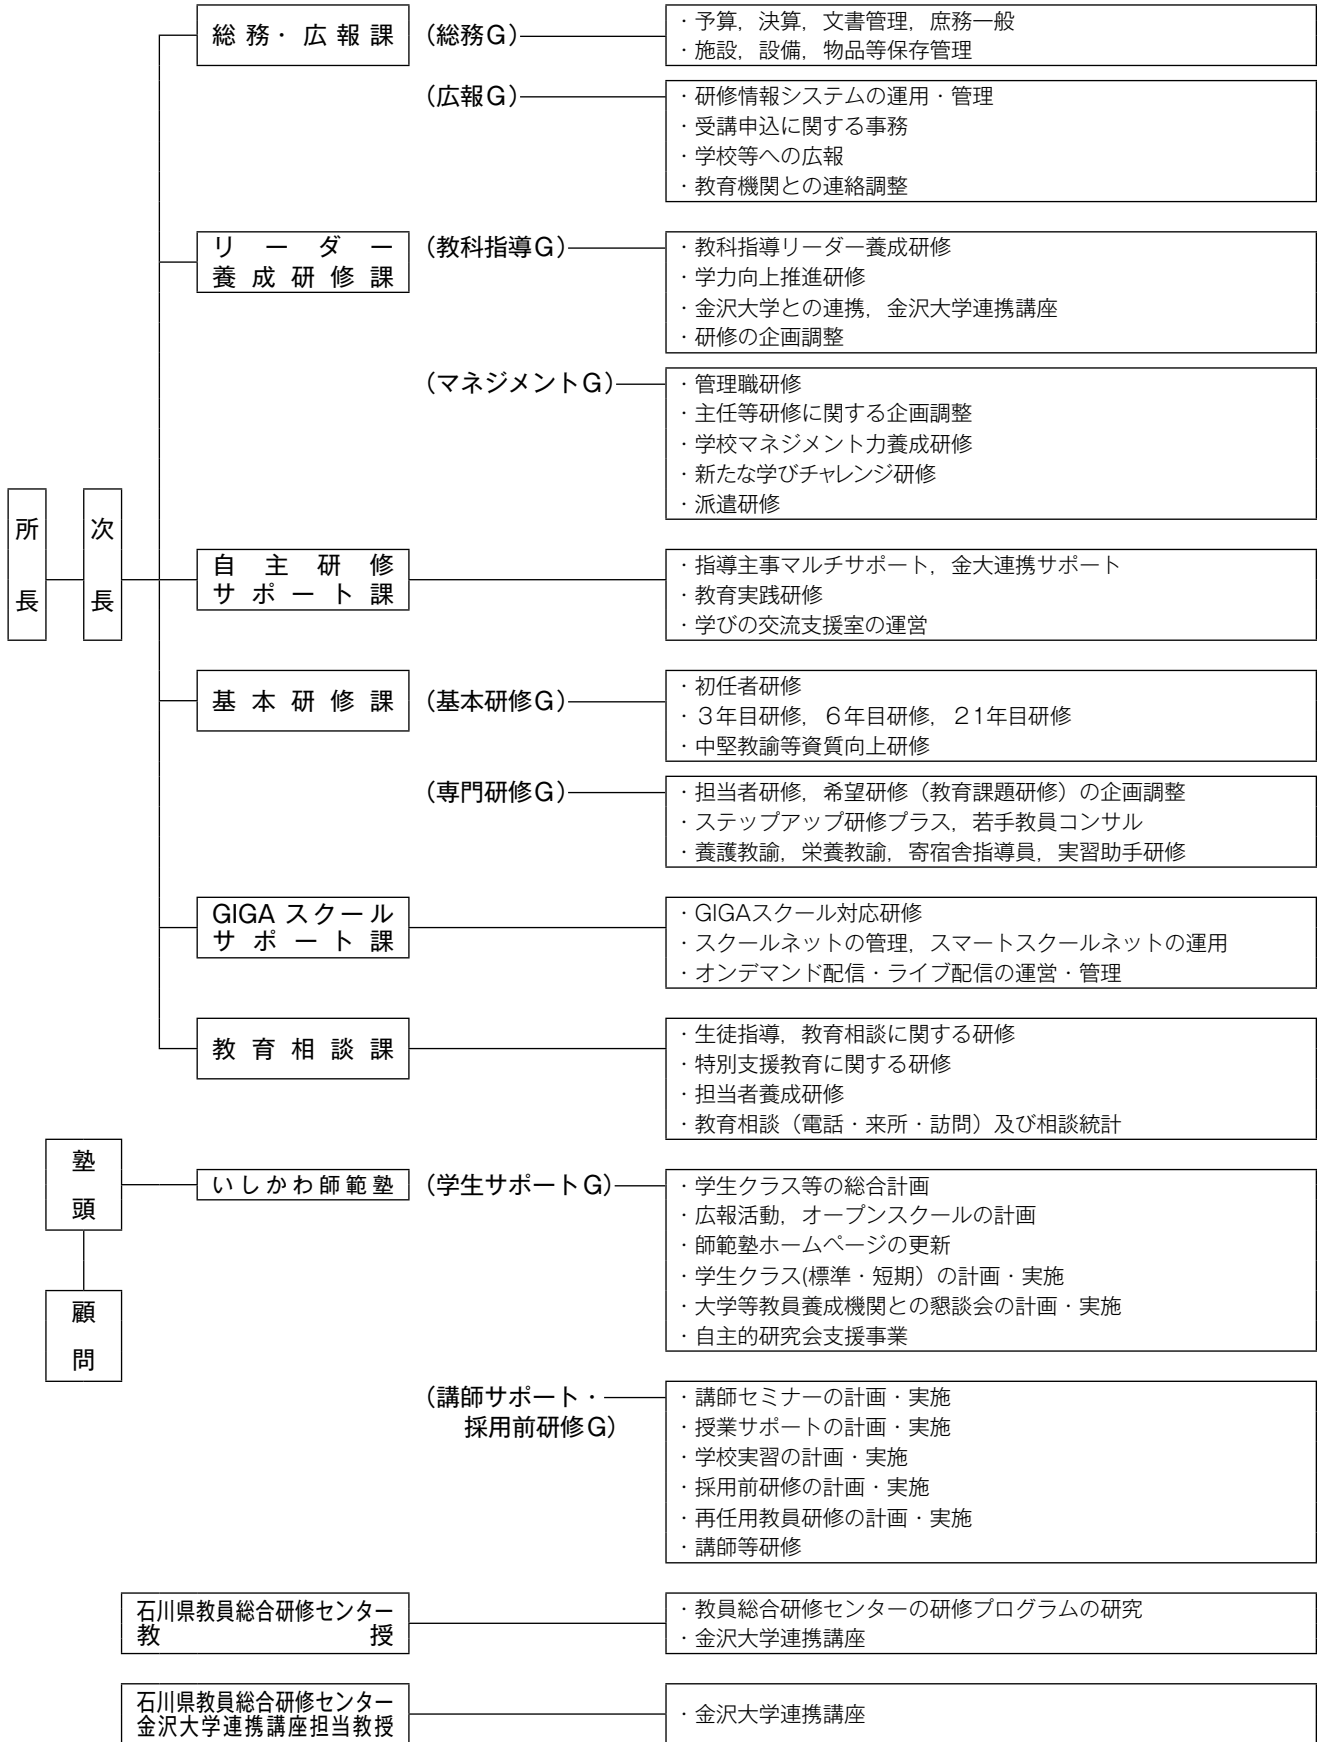 総務・広報課
(総務G)
・予算，決算，文書管理，庶務一般
・施設，設備，物品等保存管理
(広報G)
・研修情報システムの運用・管理
・受講申込に関する事務
・学校等への広報
・教育機関との連絡調整
リーダー
養成研修課
(教科指導G)
・教科指導リーダー養成研修
・学力向上推進研修
・金沢大学との連携，金沢大学連携講座
・研修の企画調整
(マネジメントG)
・管理職研修
・主任等研修に関する企画調整
・学校マネジメント力養成研修
・新たな学びチャレンジ研修
・派遣研修
所長
次長
自主研修
サポート課
・指導主事マルチサポート，金大連携サポート
・教育実践研修
・学びの交流支援室の運営
基本研修課
(基本研修G)
・初任者研修
・３年目研修，６年目研修，２1年目研修
・中堅教諭等資質向上研修
(専門研修G)
・担当者研修，希望研修（教育課題研修）の企画調整
・ステップアップ研修プラス，若手教員コンサル
・養護教諭，栄養教諭，寄宿舎指導員，実習助手研修
GIGA スクール
サポート課
・GIGAスクール対応研修
・スクールネットの管理，スマートスクールネットの運用
・オンデマンド配信・ライブ配信の運営・管理
教育相談課
・生徒指導，教育相談に関する研修
・特別支援教育に関する研修
・担当者養成研修
・教育相談（電話・来所・訪問）及び相談統計
塾頭
顧問
いしかわ師範塾
(学生サポートG)
・学生クラス等の総合計画
・広報活動，オープンスクールの計画
・師範塾ホームページの更新
・学生クラス(標準・短期）の計画・実施
・大学等教員養成機関との懇談会の計画・実施
・自主的研究会支援事業
(講師サポート・
採用前研修G)
・講師セミナーの計画・実施
・授業サポートの計画・実施
・学校実習の計画・実施
・採用前研修の計画・実施
・再任用教員研修の計画・実施
・講師等研修
石川県教員総合研修センター
教授
・教員総合研修センターの研修プログラムの研究
・金沢大学連携講座
石川県教員総合研修センター
金沢大学連携講座担当教授
・金沢大学連携講座